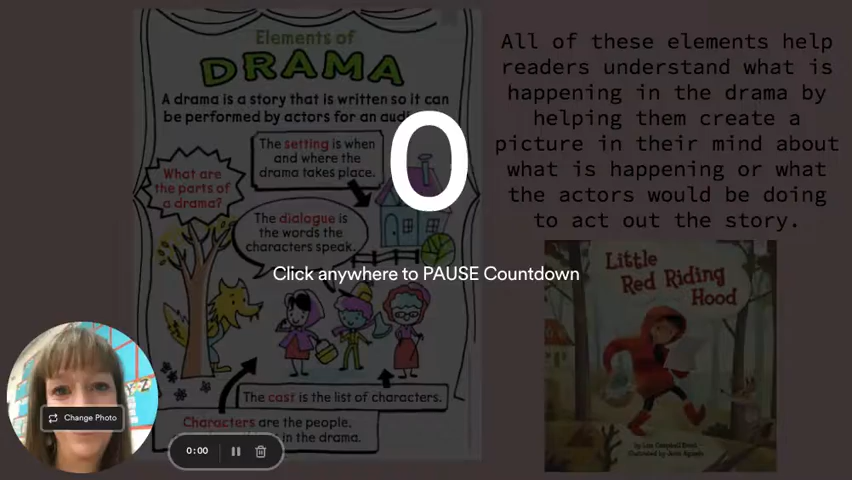 Elements of
DRAMA
A drama is a story that is written so it can
be performed by actors for an
The setting is when
and where the
drama takes place.
What are
the parts of
a drama?
The dialogue is
the words the
characters speak.
The cast is the list of characters.
Characters are the people,
in the drama.
All of these elements help
readers understand what is
happening in the drama by
helping them create a
picture in their mind about
what is happening or what
the actors would be doing
to act out the story.
Little
Red Riding
Hood
0
Click anywhere to PAUSE Countdown
Change Photo
0:00